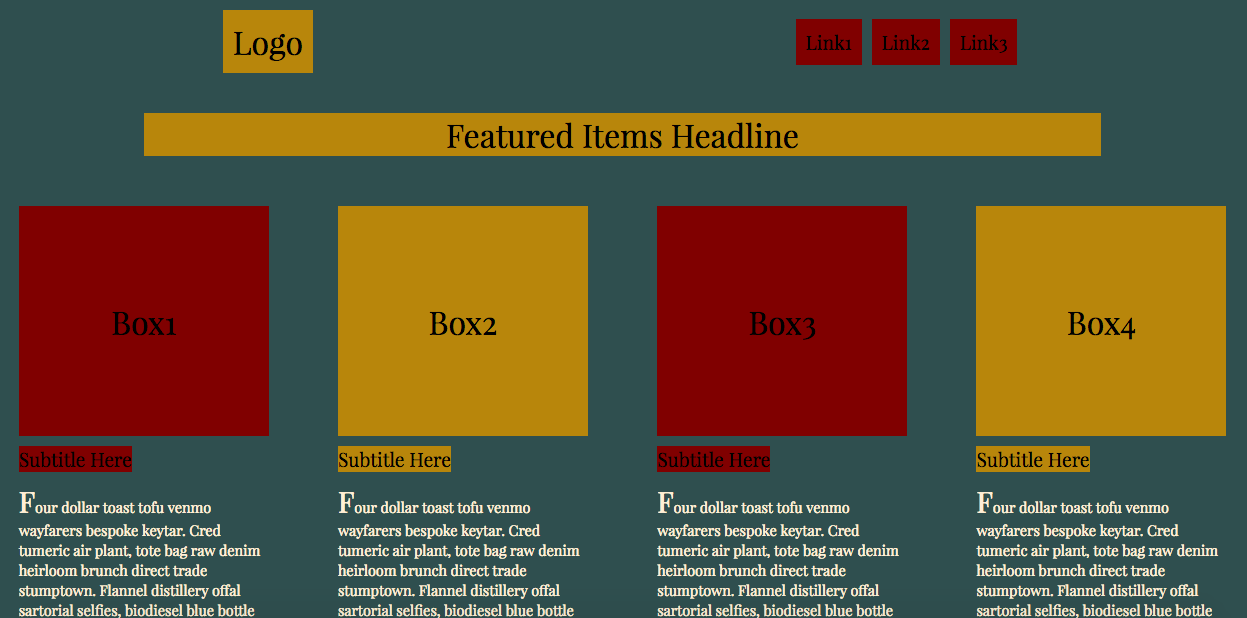 Logo
Link1 Link2 Link3
Featured Items Headline
Box1
Box2
Box3
Box4
Subtitle Here
Four dollar toast tofu venmo
wayfarers bespoke keytar. Cred
tumeric air plant, tote bag raw denim
heirloom brunch direct trade
stumptown. Flannel distillery offal
sartorial selfies, biodiesel blue bottle
Subtitle Here
Four dollar toast tofu venmo
wayfarers bespoke keytar. Cred
tumeric air plant, tote bag raw denim
heirloom brunch direct trade
stumptown. Flannel distillery offal
sartorial selfies, biodiesel blue bottle
Subtitle Here
Four dollar toast tofu venmo
wayfarers bespoke keytar. Cred
tumeric air plant, tote bag raw denim
heirloom brunch direct trade
stumptown. Flannel distillery offal
sartorial selfies, biodiesel blue bottle
Subtitle Here
Four dollar toast tofu venmo
wayfarers bespoke keytar. Cred
tumeric air plant, tote bag raw denim
heirloom brunch direct trade
stumptown. Flannel distillery offal
sartorial selfies, biodiesel blue bottle